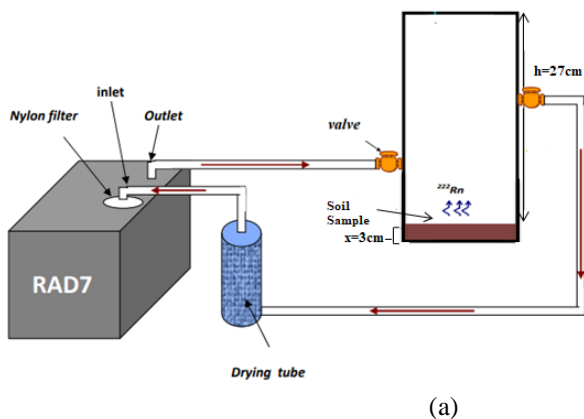 inlet
Nylon filter
Outlet
valve
h=27cm
²²²Rn
Soil
Sample
x=3cm
RAD7
Drying tube
(a)